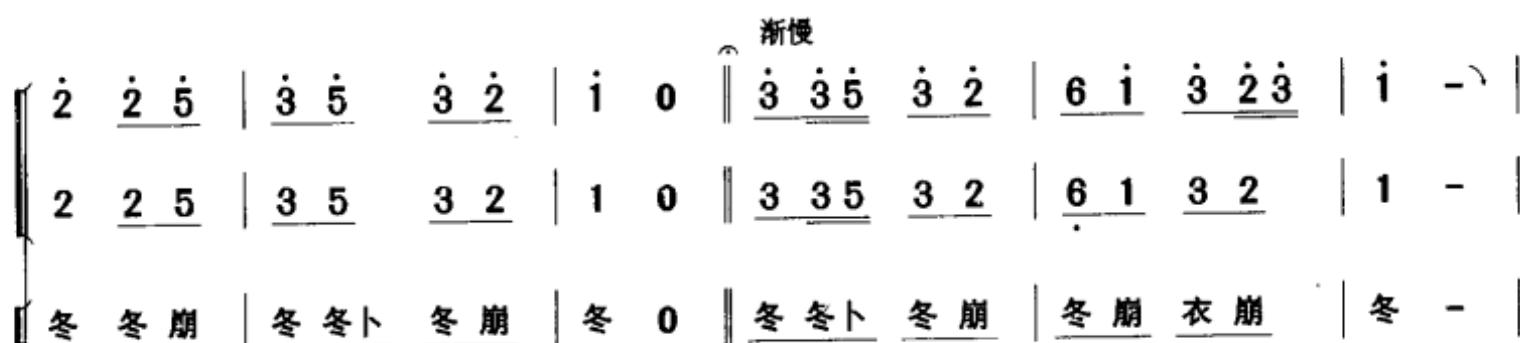 渐慢
2̇ 2̇ 5̇ | 3̇ 5̇ 3̇ 2̇ | 1̇ 0 ‖ 3̇ 3̇ 5̇ 3̇ 2̇ | 6 1̇ 3̇ 2̇ 3̇ | 1̇ - |
2 2 5 | 3 5 3 2 | 1 0 ‖ 3 3 5 3 2 | 6̣ 1 3 2 | 1 - |
冬 冬 崩 | 冬 冬卜 冬 崩 | 冬 0 ‖ 冬 冬卜 冬 崩 | 冬 崩 衣 崩 | 冬 - |